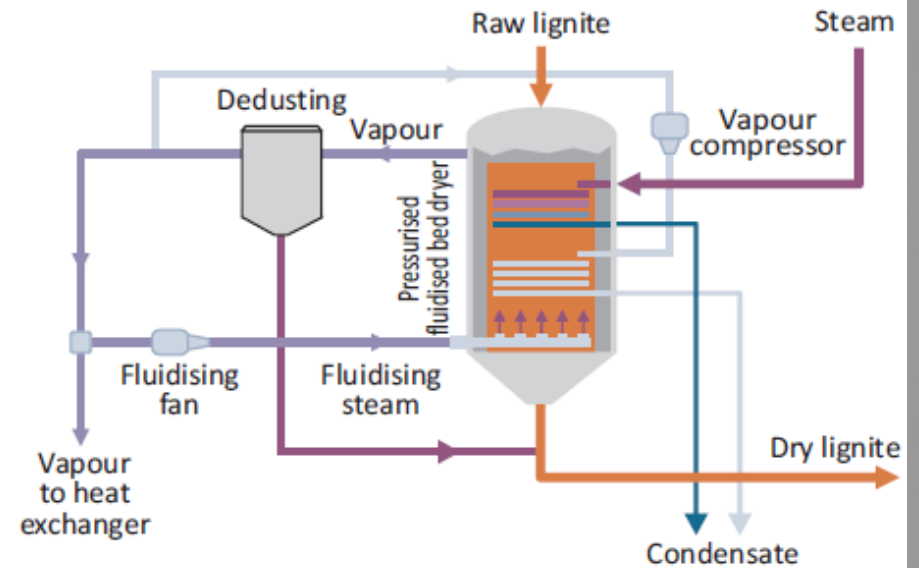 Raw lignite
Steam
Dedusting
Vapour
Vapour
compressor
Pressurised
fluidised bed dryer
Fluidising
fan
Fluidising
steam
Vapour
to heat
exchanger
Dry lignite
Condensate